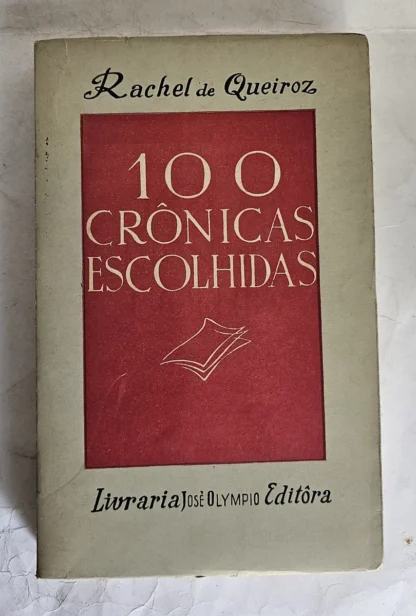 Rachel de Queiroz
100
CRÔNICAS
ESCOLHIDAS
Livraria JOSÉ OLYMPIO Editôra